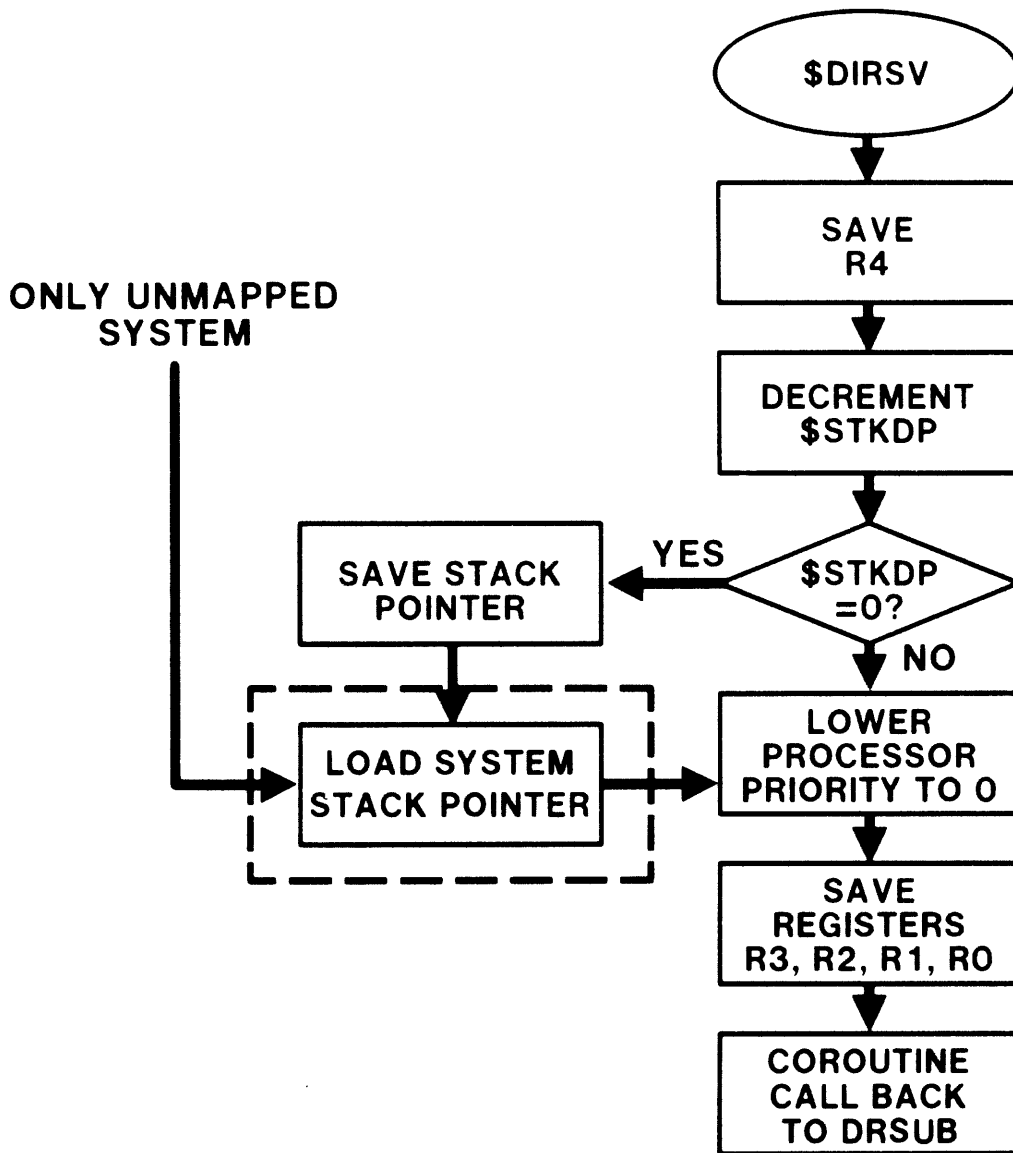 $DIRSV
SAVE
R4
ONLY UNMAPPED
SYSTEM
DECREMENT
$STKDP
YES
$STKDP
=0?
SAVE STACK
POINTER
NO
LOWER
PROCESSOR
PRIORITY TO 0
LOAD SYSTEM
STACK POINTER
SAVE
REGISTERS
R3, R2, R1, R0
COROUTINE
CALL BACK
TO DRSUB